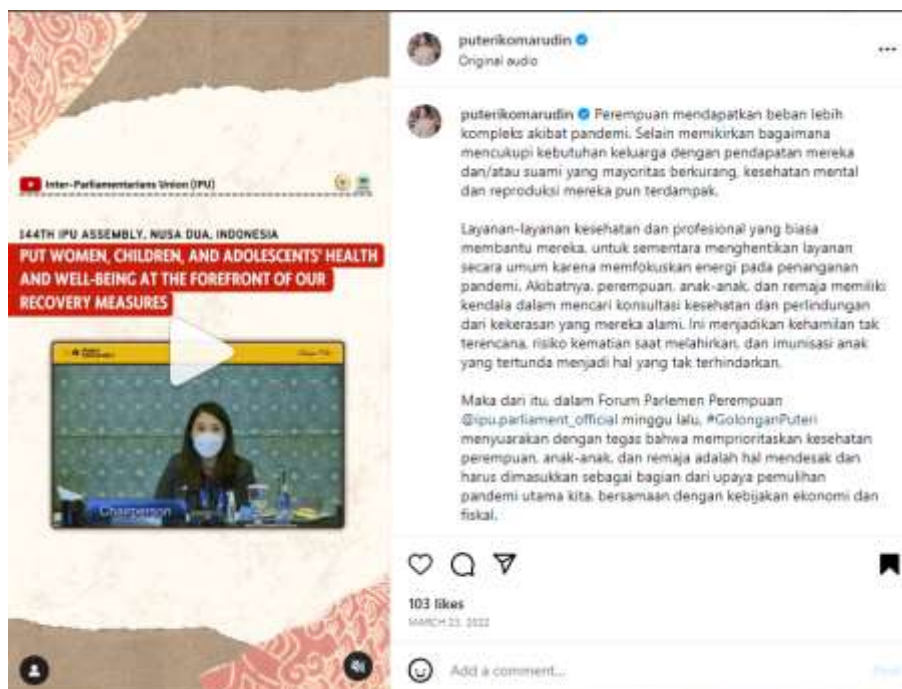 Inter-Parliamentarians Union (IPU)
144TH IPU ASSEMBLY, NUSA DUA, INDONESIA
PUT WOMEN, CHILDREN, AND ADOLESCENTS' HEALTH
AND WELL-BEING AT THE FOREFRONT OF OUR
RECOVERY MEASURES
Chairperson
puterikomarudin
Original audio
puterikomarudin Perempuan mendapatkan beban lebih
kompleks akibat pandemi. Selain memikirkan bagaimana
mencukupi kebutuhan keluarga dengan pendapatan mereka
dan/atau suami yang mayoritas berkurang, kesehatan mental
dan reproduksi mereka pun terdampak.
Layanan-layanan kesehatan dan profesional yang biasa
membantu mereka, untuk sementara menghentikan layanan
secara umum karena memfokuskan energi pada penanganan
pandemi. Akibatnya, perempuan, anak-anak, dan remaja memiliki
kendala dalam mencari konsultasi kesehatan dan perlindungan
dari kekerasan yang mereka alami. Ini menjadikan kehamilan tak
terencana, risiko kematian saat melahirkan, dan imunisasi anak
yang tertunda menjadi hal yang tak terhindarkan.
Maka dari itu, dalam Forum Parlemen Perempuan
@ipu.parliament_official minggu lalu, #GolonganPuteri
menyuarakan dengan tegas bahwa memprioritaskan kesehatan
perempuan, anak-anak, dan remaja adalah hal mendesak dan
harus dimasukkan sebagai bagian dari upaya pemulihan
pandemi utama kita, bersamaan dengan kebijakan ekonomi dan
fiskal.
103 likes
MARCH 23, 2022
Add a comment...
Post